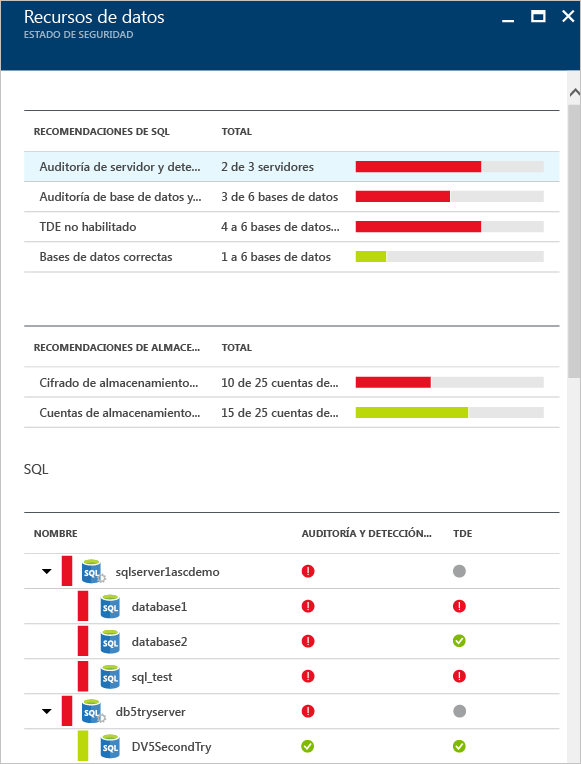 Recursos de datos
ESTADO DE SEGURIDAD
RECOMENDACIONES DE SQL TOTAL
Auditoría de servidor y dete... 2 de 3 servidores
Auditoría de base de datos y... 3 de 6 bases de datos
TDE no habilitado 4 a 6 bases de datos...
Bases de datos correctas 1 a 6 bases de datos
RECOMENDACIONES DE ALMACE... TOTAL
Cifrado de almacenamiento... 10 de 25 cuentas de...
Cuentas de almacenamiento... 15 de 25 cuentas de...
SQL
NOMBRE AUDITORÍA Y DETECCIÓN... TDE
SQL sqlserver1ascdemo
SQL database1
SQL database2
SQL sql_test
SQL db5tryserver
SQL DV5SecondTry